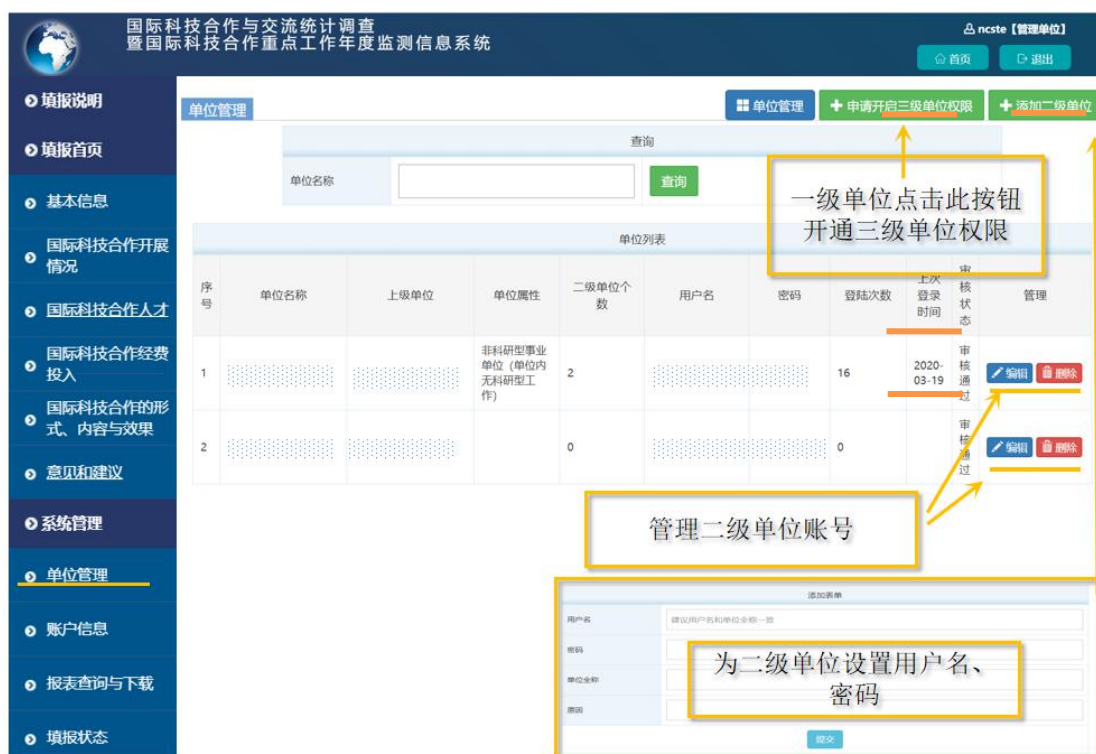 国际科技合作与交流统计调查
暨国际科技合作重点工作年度监测信息系统
ncste【管理单位】
首页
退出
填报说明
填报首页
基本信息
国际科技合作开展
情况
国际科技合作人才
国际科技合作经费
投入
国际科技合作的形
式、内容与效果
意见和建议
系统管理
单位管理
账户信息
报表查询与下载
填报状态
单位管理
单位管理
申请开启三级单位权限
添加二级单位
查询
单位名称
查询
一级单位点击此按钮
开通三级单位权限
单位列表
序号 单位名称 上级单位 单位属性 二级单位个数 用户名 密码 登陆次数 上次登录时间 审核状态 管理
1
非科研型事业
单位（单位内
无科研型工
作）
2
16
2020-
03-19
审核通过
编辑
删除
2
0
0
审核通过
编辑
删除
管理二级单位账号
添加表单
用户名
建议用户名和单位全称一致
密码
单位全称
原因
为二级单位设置用户名、
密码
提交